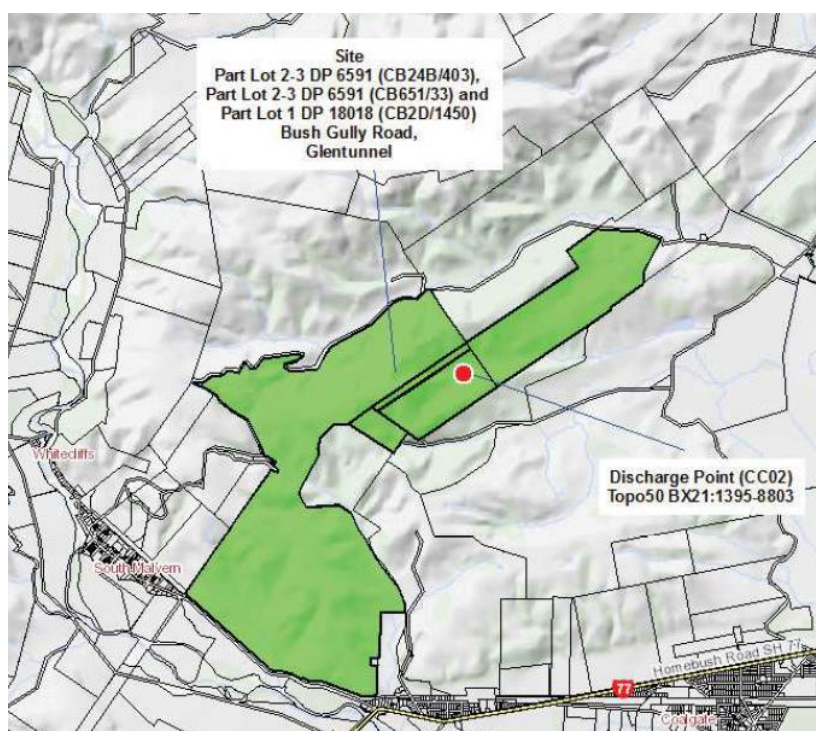 Site
Part Lot 2-3 DP 6591 (CB24B/403),
Part Lot 2-3 DP 6591 (CB651/33) and
Part Lot 1 DP 18018 (CB2D/1450)
Bush Gully Road,
Glentunnel
Whitecliffs
Discharge Point (CC02)
Topo50 BX21:1395-8803
South Malvern
Homebush Road SH 77
77
Coalgate